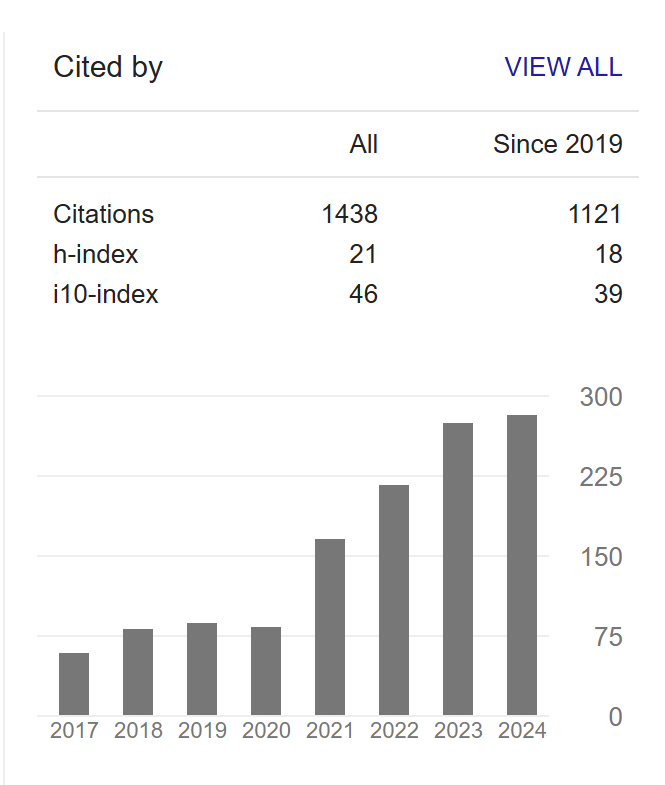 Cited by VIEW ALL
All Since 2019
Citations 1438 1121
h-index 21 18
i10-index 46 39
300
225
150
75
0
2017 2018 2019 2020 2021 2022 2023 2024